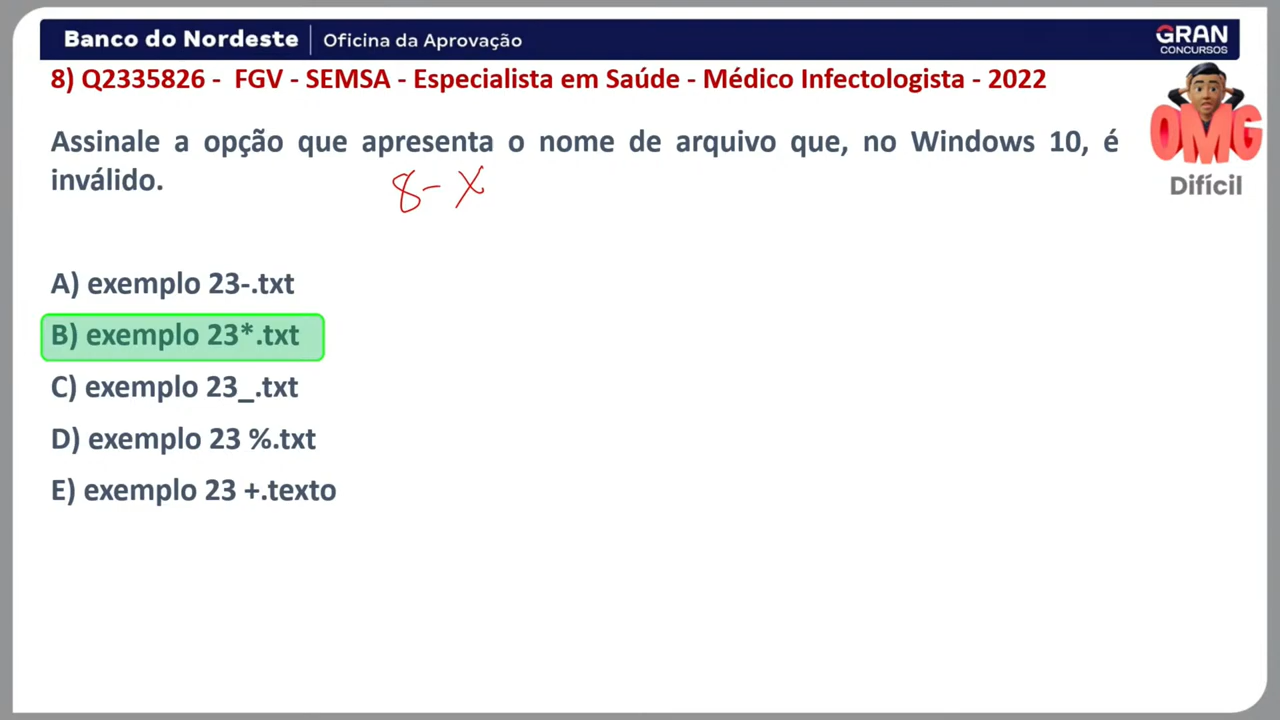 Banco do Nordeste | Oficina da Aprovação
GRAN
CONCURSOS
8) Q2335826 - FGV - SEMSA - Especialista em Saúde - Médico Infectologista - 2022
Assinale a opção que apresenta o nome de arquivo que, no Windows 10, é
inválido.
8- X
OMG
Difícil
A) exemplo 23-.txt
B) exemplo 23*.txt
C) exemplo 23_.txt
D) exemplo 23 %.txt
E) exemplo 23 +.texto